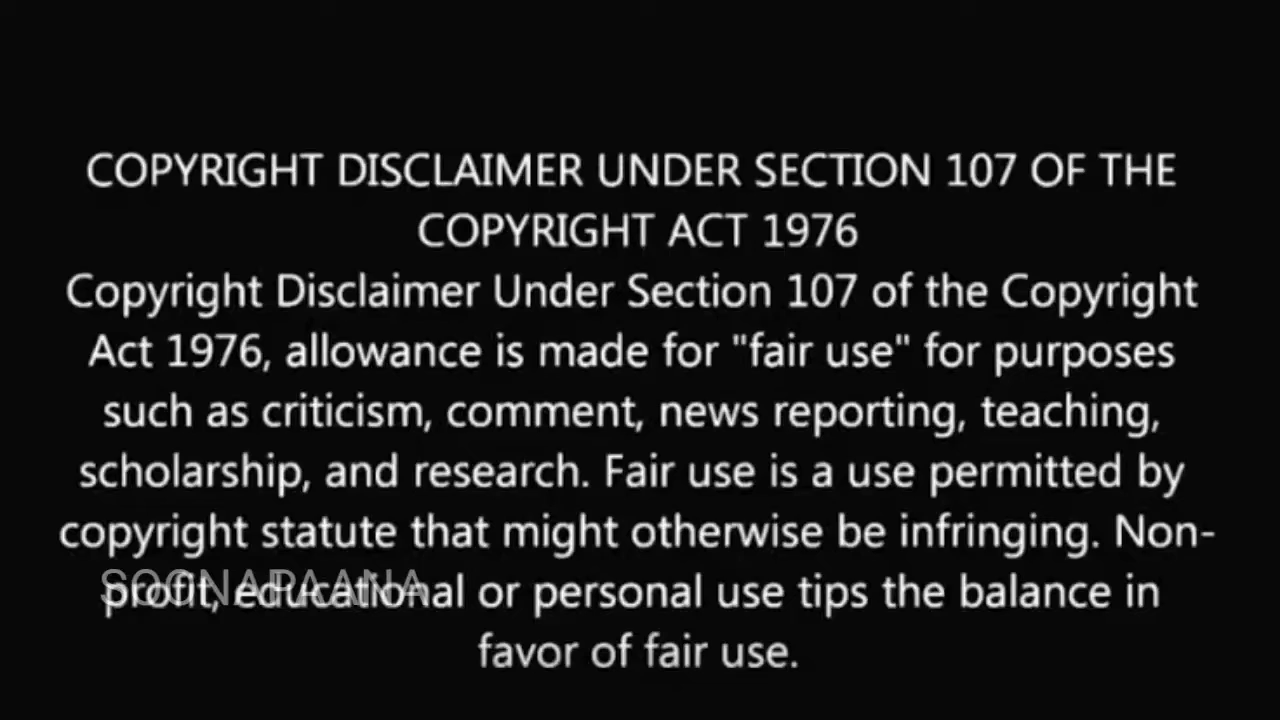 COPYRIGHT DISCLAIMER UNDER SECTION 107 OF THE
COPYRIGHT ACT 1976
Copyright Disclaimer Under Section 107 of the Copyright
Act 1976, allowance is made for "fair use" for purposes
such as criticism, comment, news reporting, teaching,
scholarship, and research. Fair use is a use permitted by
copyright statute that might otherwise be infringing. Non-
profit, educational or personal use tips the balance in
SOGNAPAANA
favor of fair use.